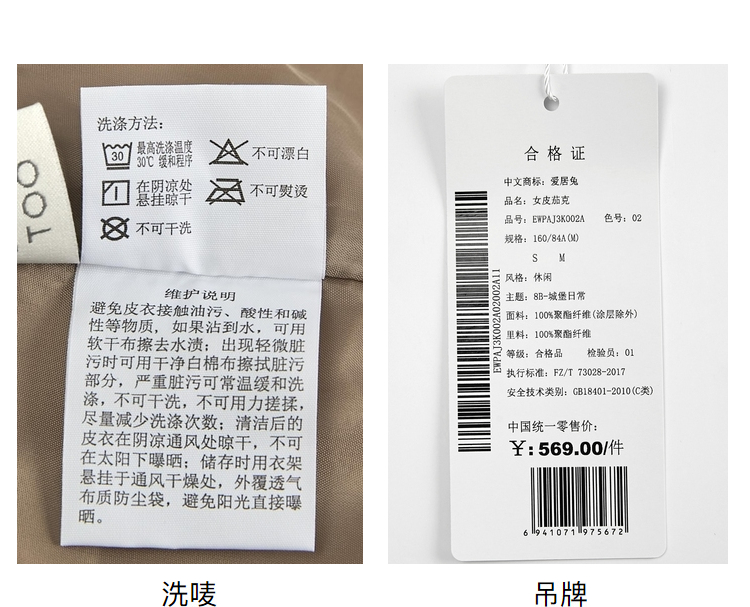 TOO
洗涤方法：
30
最高洗涤温度
30℃ 缓和程序
不可漂白
在阴凉处
悬挂晾干
不可熨烫
不可干洗
维护说明
避免皮衣接触油污、酸性和碱
性等物质，如果沾到水，可用
软干布擦去水渍；出现轻微脏
污时可用干净白棉布擦拭脏污
部分，严重脏污可常温缓和洗
涤，不可干洗，不可用力搓揉，
尽量减少洗涤次数；清洁后的
皮衣在阴凉通风处晾干，不可
在太阳下曝晒；储存时用衣架
悬挂于通风干燥处，外覆透气
布质防尘袋，避免阳光直接曝
晒。
洗唛
合格证
中文商标：爱居兔
品名：女皮茄克
品号：EWPAJ3K002A 色号：02
规格：160/84A(M)
S M
风格：休闲
主题：8B-城堡日常
面料：100%聚酯纤维(涂层除外)
里料：100%聚酯纤维
等级：合格品 检验员：01
执行标准：FZ/T 73028-2017
安全技术类别：GB18401-2010(C类)
EWPAJ3K002A02002A11
中国统一零售价：
¥:569.00/件
6 941071 975672
吊牌